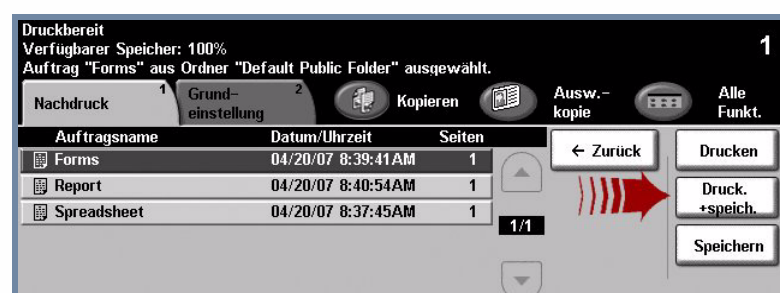 Druckbereit
Verfügbarer Speicher: 100%
1
Auftrag "Forms" aus Ordner "Default Public Folder" ausgewählt.
Nachdruck 1
Grund-
einstellung 2
Kopieren
Ausw.-
kopie
Alle
Funkt.
Auftragsname Datum/Uhrzeit Seiten
Forms 04/20/07 8:39:41AM 1
Report 04/20/07 8:40:54AM 1
Spreadsheet 04/20/07 8:37:45AM 1
1/1
← Zurück
Drucken
Druck.
+speich.
Speichern